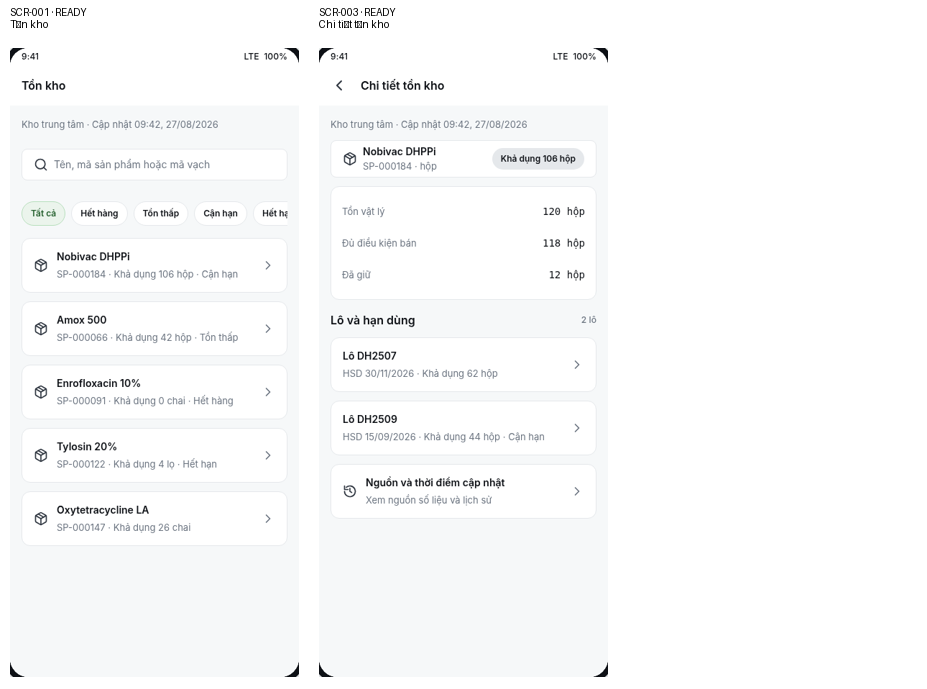 SCR-001·READY
Tồn kho
9:41
LTE 100%
Tồn kho
Kho trung tâm · Cập nhật 09:42, 27/08/2026
Tên, mã sản phẩm hoặc mã vạch
Tất cả
Hết hàng
Tồn thấp
Cận hạn
Hết hạ
Nobivac DHPPi
SP-000184 · Khả dụng 106 hộp · Cận hạn
Amox 500
SP-000066 · Khả dụng 42 hộp · Tồn thấp
Enrofloxacin 10%
SP-000091 · Khả dụng 0 chai · Hết hàng
Tylosin 20%
SP-000122 · Khả dụng 4 lọ · Hết hạn
Oxytetracycline LA
SP-000147 · Khả dụng 26 chai
SCR-003·READY
Chi tiết tồn kho
9:41
LTE 100%
Chi tiết tồn kho
Kho trung tâm · Cập nhật 09:42, 27/08/2026
Nobivac DHPPi
SP-000184 · hộp
Khả dụng 106 hộp
Tồn vật lý
120 hộp
Đủ điều kiện bán
118 hộp
Đã giữ
12 hộp
Lô và hạn dùng
2 lô
Lô DH2507
HSD 30/11/2026 · Khả dụng 62 hộp
Lô DH2509
HSD 15/09/2026 · Khả dụng 44 hộp · Cận hạn
Nguồn và thời điểm cập nhật
Xem nguồn số liệu và lịch sử